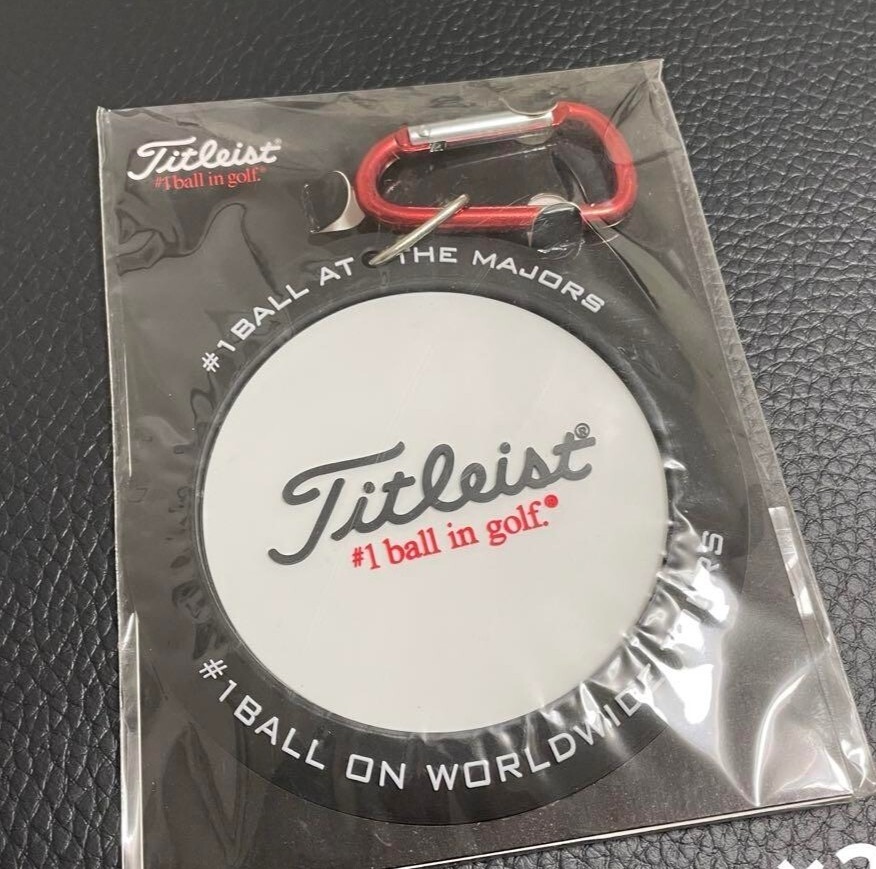 Titleist®
#1 ball in golf.®
#1 BALL AT THE MAJORS
Titleist®
#1 ball in golf.®
#1 BALL ON WORLDWIDE